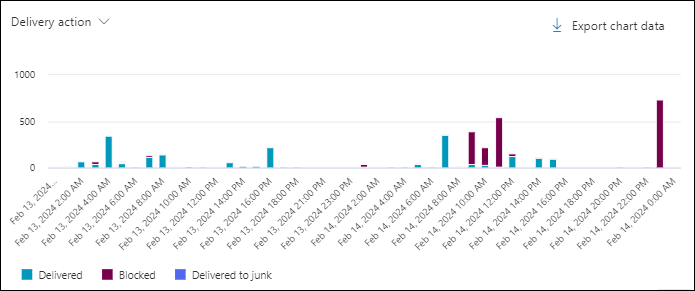 Delivery action
Export chart data
1000
500
0
Feb 13, 2024...
Feb 13, 2024 2:00 AM
Feb 13, 2024 4:00 AM
Feb 13, 2024 6:00 AM
Feb 13, 2024 8:00 AM
Feb 13, 2024 10:00 AM
Feb 13, 2024 12:00 PM
Feb 13, 2024 14:00 PM
Feb 13, 2024 16:00 PM
Feb 13, 2024 18:00 PM
Feb 13, 2024 21:00 PM
Feb 13, 2024 23:00 PM
Feb 14, 2024 2:00 AM
Feb 14, 2024 4:00 AM
Feb 14, 2024 6:00 AM
Feb 14, 2024 8:00 AM
Feb 14, 2024 10:00 AM
Feb 14, 2024 12:00 PM
Feb 14, 2024 14:00 PM
Feb 14, 2024 16:00 PM
Feb 14, 2024 18:00 PM
Feb 14, 2024 20:00 PM
Feb 14, 2024 22:00 PM
Feb 14, 2024 0:00 AM
Delivered
Blocked
Delivered to junk